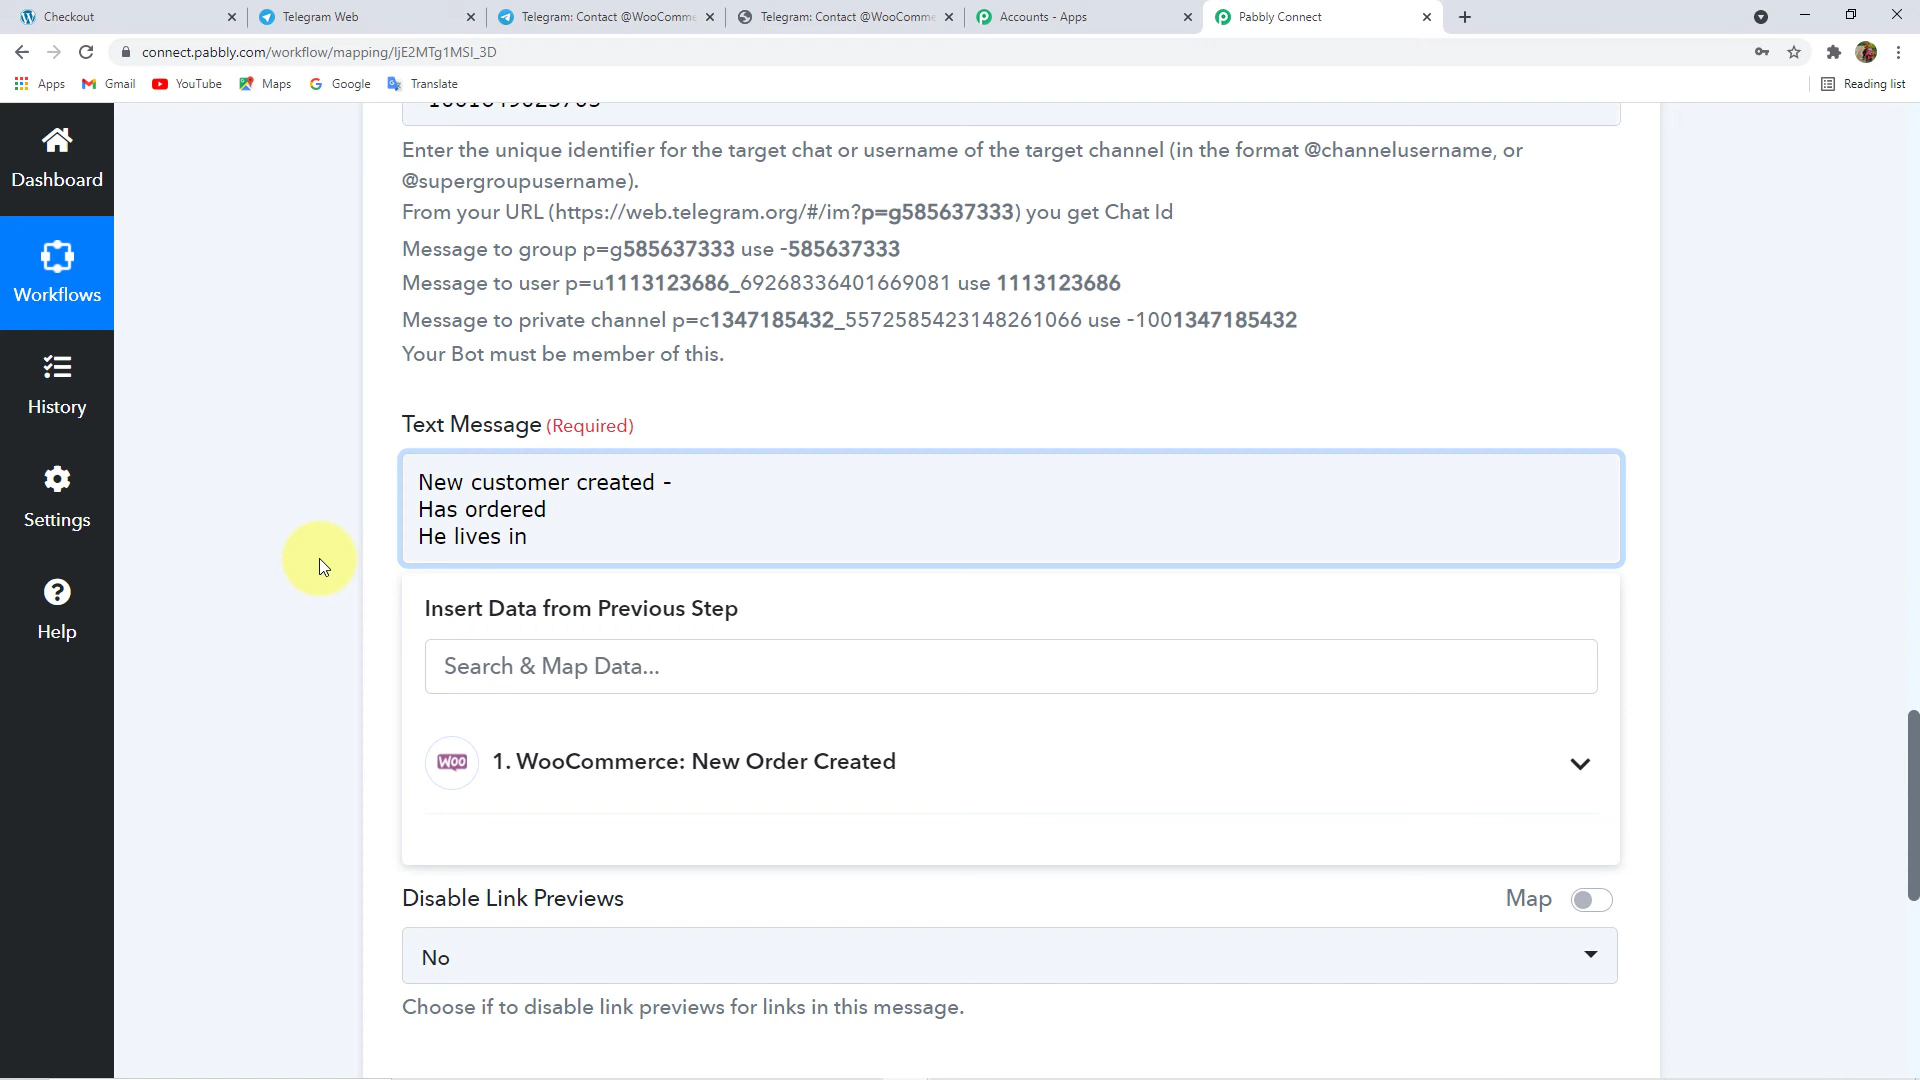 Checkout
Telegram Web
Telegram: Contact @WooComme
Telegram: Contact @WooComme
Accounts - Apps
Pabbly Connect
connect.pabbly.com/workflow/mapping/IjE2MTg1MSI_3D
Apps
Gmail
YouTube
Maps
Google
Translate
Reading list
Dashboard
Workflows
History
Settings
Help
Enter the unique identifier for the target chat or username of the target channel (in the format @channelusername, or
@supergroupusername).
From your URL (https://web.telegram.org/#/im?p=g585637333) you get Chat Id
Message to group p=g585637333 use -585637333
Message to user p=u1113123686_69268336401669081 use 1113123686
Message to private channel p=c1347185432_5572585423148261066 use -1001347185432
Your Bot must be member of this.
Text Message (Required)
New customer created -
Has ordered
He lives in
Insert Data from Previous Step
Search & Map Data...
WOO
1. WooCommerce: New Order Created
Disable Link Previews
Map
No
Choose if to disable link previews for links in this message.